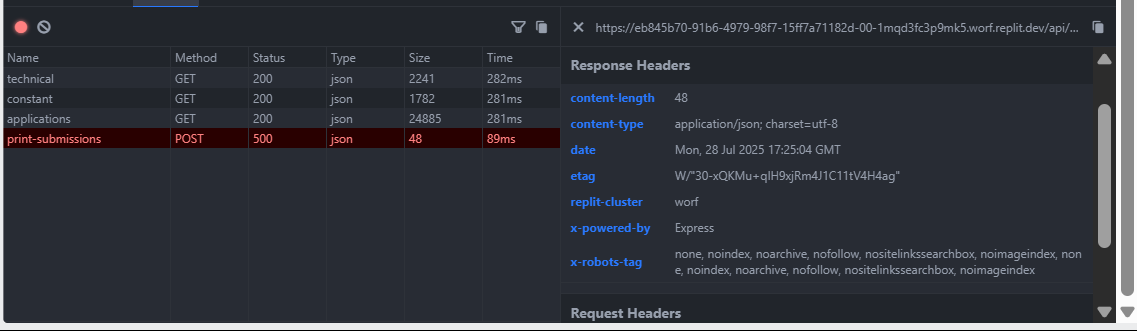 https://eb845b70-91b6-4979-98f7-15ff7a71182d-00-1mqd3fc3p9mk5.worf.replit.dev/api/...
Name Method Status Type Size Time
technical GET 200 json 2241 282ms
constant GET 200 json 1782 281ms
applications GET 200 json 24885 281ms
print-submissions POST 500 json 48 89ms
Response Headers
content-length 48
content-type application/json; charset=utf-8
date Mon, 28 Jul 2025 17:25:04 GMT
etag W/"30-xQKMu+qlH9xjRm4J1C11tV4H4ag"
replit-cluster worf
x-powered-by Express
x-robots-tag none, noindex, noarchive, nofollow, nositelinkssearchbox, noimageindex, non
e, noindex, noarchive, nofollow, nositelinkssearchbox, noimageindex
Request Headers